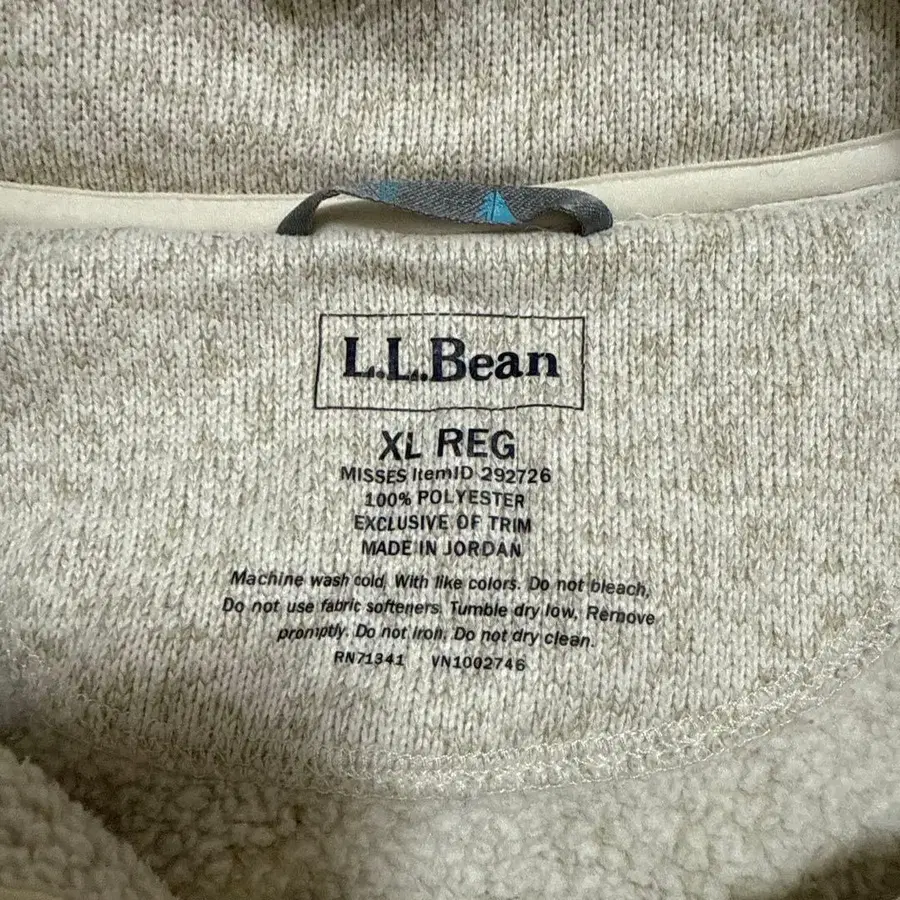 L.L.Bean
XL REG
MISSES ItemID 292726
100% POLYESTER
EXCLUSIVE OF TRIM
MADE IN JORDAN
Machine wash cold, With like colors. Do not bleach,
Do not use fabric softeners. Tumble dry low, Remove
promptly. Do not iron, Do not dry clean.
RN71341 VN1002746